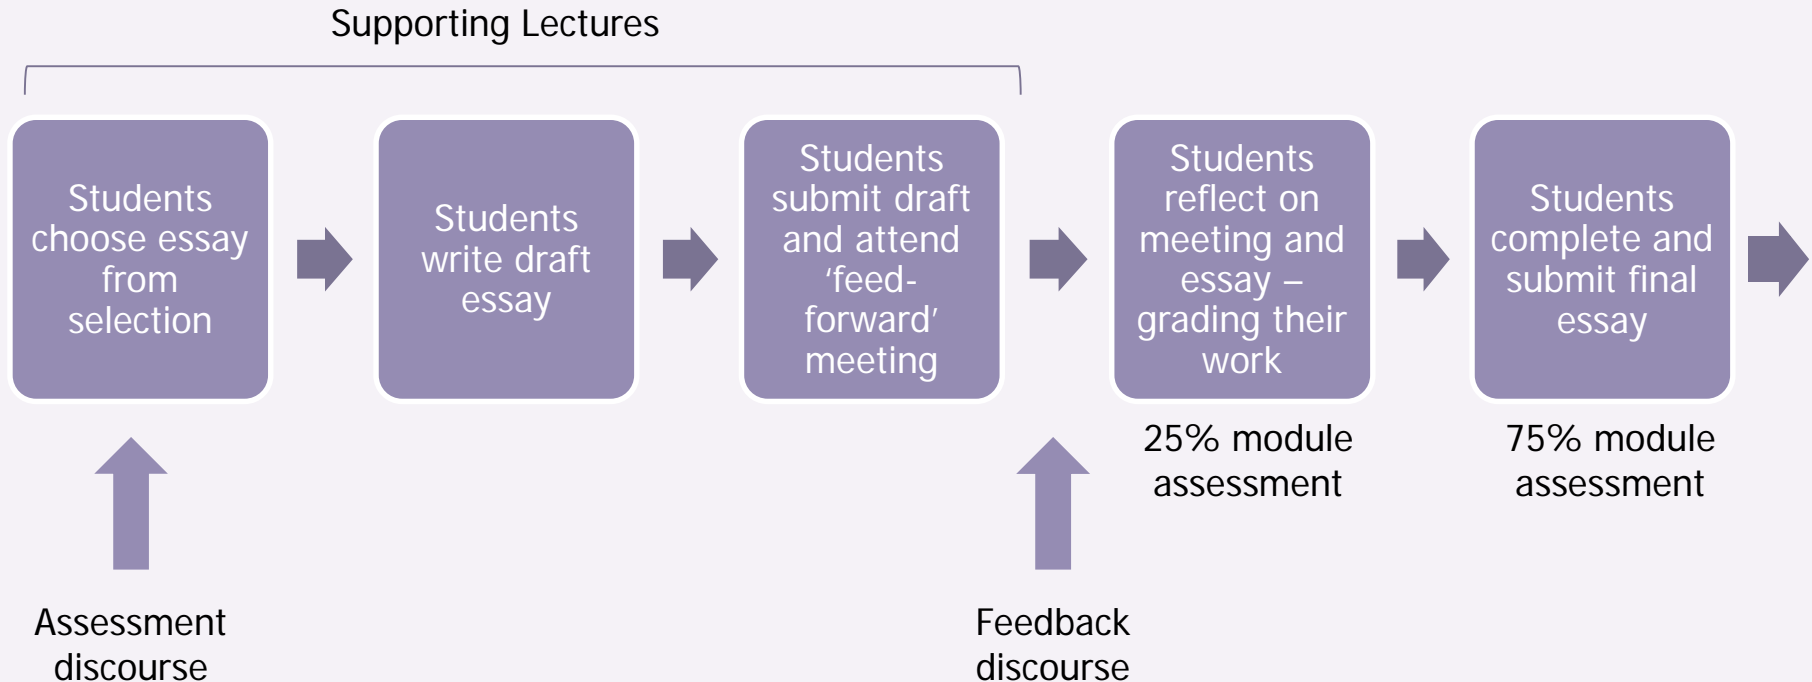 Supporting Lectures
Students
choose essay
from
selection
Students
write draft
essay
Students
submit draft
and attend
‘feed-
forward’
meeting
Students
reflect on
meeting and
essay –
grading their
work
Students
complete and
submit final
essay
25% module
assessment
75% module
assessment
Assessment
discourse
Feedback
discourse